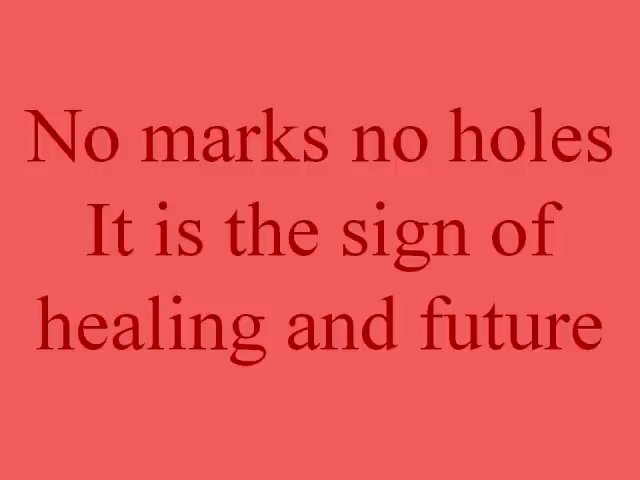 No marks no holes
It is the sign of
healing and future